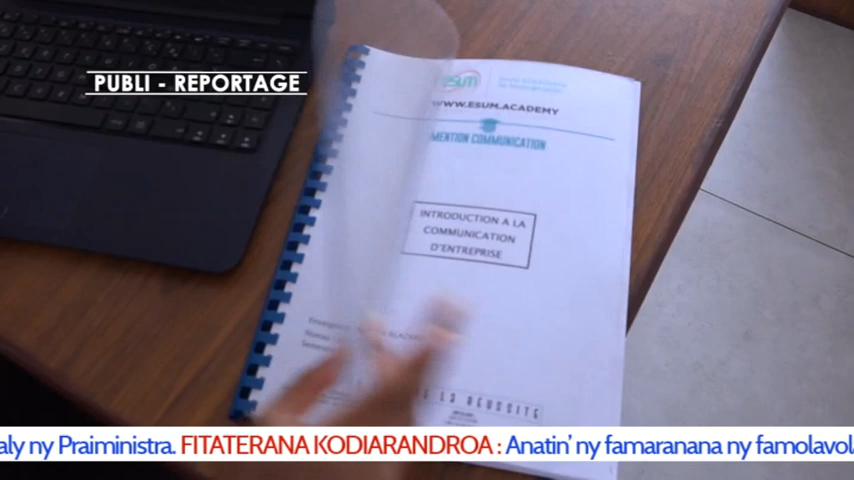 PUBLI - REPORTAGE
esum
WWW.ESUM.ACADEMY
MENTION COMMUNICATION
INTRODUCTION A LA
COMMUNICATION
D'ENTREPRISE
LA REUSSITE
aly ny Praiministra. FITATERANA KODIARANDROA : Anatin' ny famaranana ny famolavola